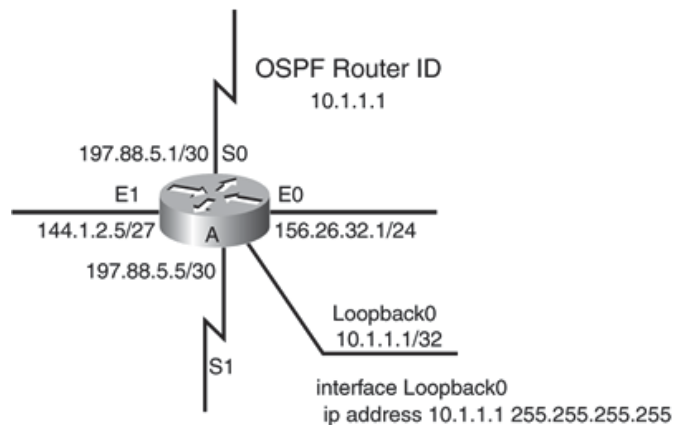 OSPF Router ID
10.1.1.1
197.88.5.1/30 S0
E1 E0
144.1.2.5/27 A 156.26.32.1/24
197.88.5.5/30
Loopback0
10.1.1.1/32
S1
interface Loopback0
ip address 10.1.1.1 255.255.255.255